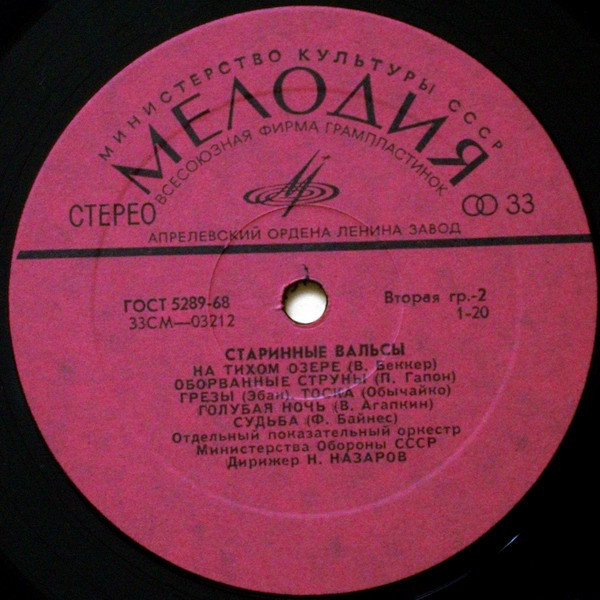 МИНИСТЕРСТВО КУЛЬТУРЫ СССР
МЕЛОДИЯ
ВСЕСОЮЗНАЯ ФИРМА ГРАМПЛАСТИНОК
СТЕРЕО
33
АПРЕЛЕВСКИЙ ОРДЕНА ЛЕНИНА ЗАВОД
ГОСТ 5289-68
Вторая гр.-2
33СМ—03212
1-20
СТАРИННЫЕ ВАЛЬСЫ
НА ТИХОМ ОЗЕРЕ (В. Беккер)
ОБОРВАННЫЕ СТРУНЫ (П. Гапон)
ГРЕЗЫ (Эбан), ТОСКА (Обычайко)
ГОЛУБАЯ НОЧЬ (В. Агапкин)
СУДЬБА (Ф. Байнес)
Отдельный показательный оркестр
Министерства Обороны СССР
Дирижер Н. НАЗАРОВ